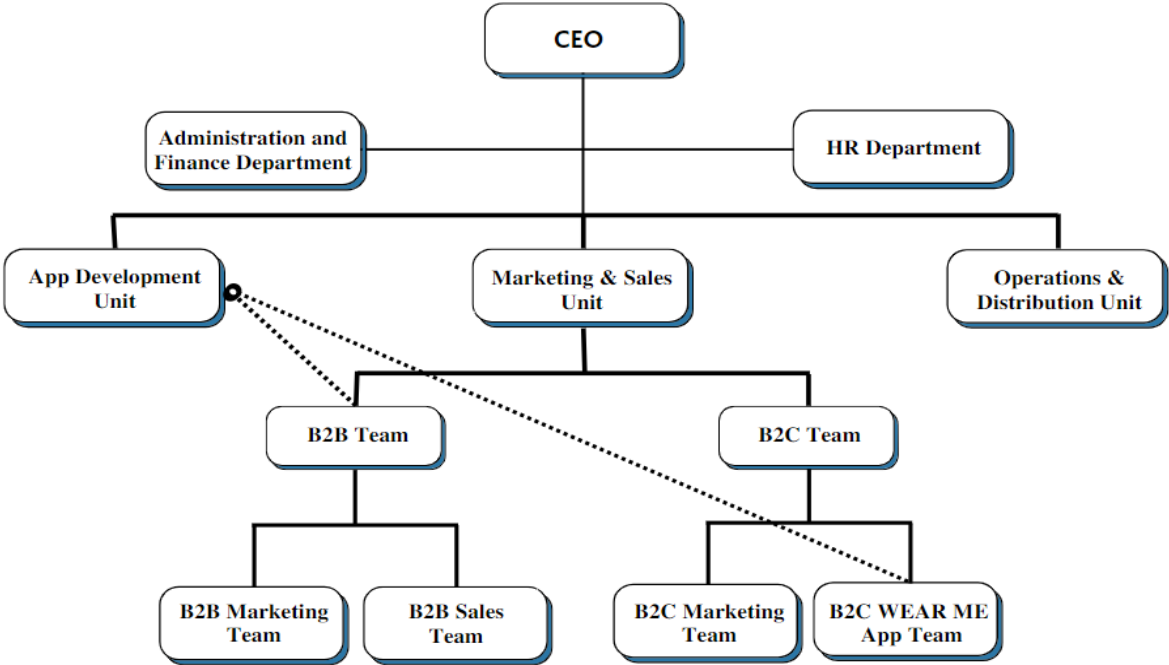 CEO
Administration and
Finance Department
HR Department
App Development
Unit
Marketing & Sales
Unit
Operations &
Distribution Unit
B2B Team
B2C Team
B2B Marketing
Team
B2B Sales
Team
B2C Marketing
Team
B2C WEAR ME
App Team